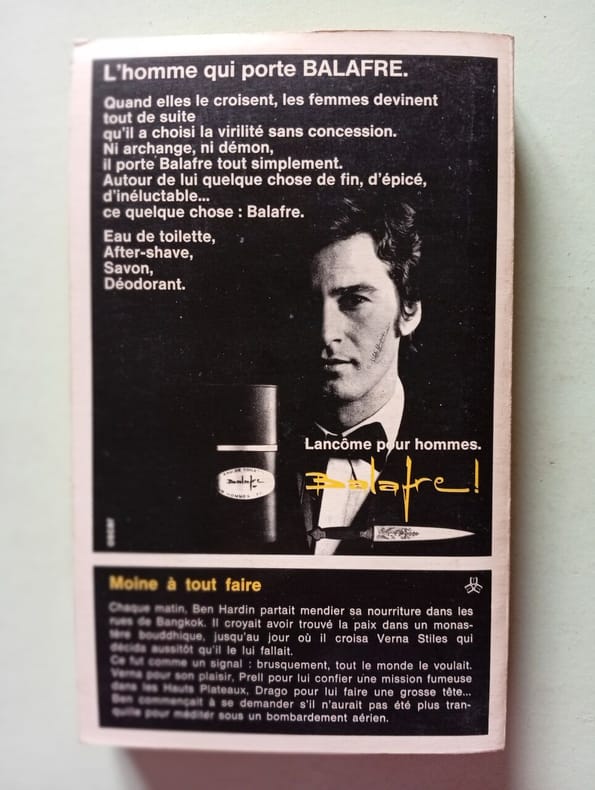 L'homme qui porte BALAFRE.
Quand elles le croisent, les femmes devinent
tout de suite
qu'il a choisi la virilité sans concession.
Ni archange, ni démon,
il porte Balafre tout simplement.
Autour de lui quelque chose de fin, d'épicé,
d'inéluctable...
ce quelque chose : Balafre.
Eau de toilette,
After-shave,
Savon,
Déodorant.
Lancôme pour hommes.
Balafre!
Balafre
Moine à tout faire
Chaque matin, Ben Hardin partait mendier sa nourriture dans les
rues de Bangkok. Il croyait avoir trouvé la paix dans un monas-
tère bouddhique, jusqu'au jour où il croisa Verna Stiles qui
décida aussitôt qu'il le lui fallait.
Ce fut comme un signal : brusquement, tout le monde le voulait.
Verna pour son plaisir, Prell pour lui confier une mission fumeuse
dans les Hauts Plateaux, Drago pour lui faire une grosse tête...
Ben commençait à se demander s'il n'aurait pas été plus tran-
quille pour méditer sous un bombardement aérien.